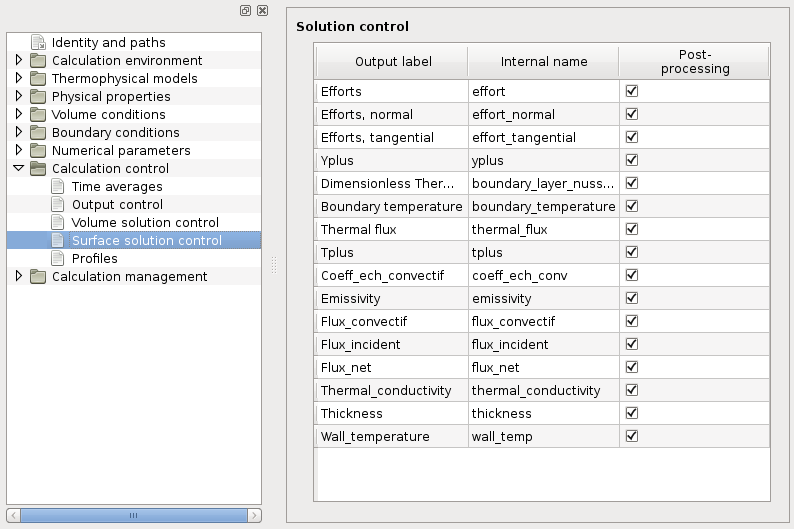 Identity and paths
Calculation environment
Thermophysical models
Physical properties
Volume conditions
Boundary conditions
Numerical parameters
Calculation control
Time averages
Output control
Volume solution control
Surface solution control
Profiles
Calculation management
Solution control
Output label Internal name Post-
processing
Efforts effort
Efforts, normal effort_normal
Efforts, tangential effort_tangential
Yplus yplus
Dimensionless Ther... boundary_layer_nuss...
Boundary temperature boundary_temperature
Thermal flux thermal_flux
Tplus tplus
Coeff_ech_convectif coeff_ech_conv
Emissivity emissivity
Flux_convectif flux_convectif
Flux_incident flux_incident
Flux_net flux_net
Thermal_conductivity thermal_conductivity
Thickness thickness
Wall_temperature wall_temp